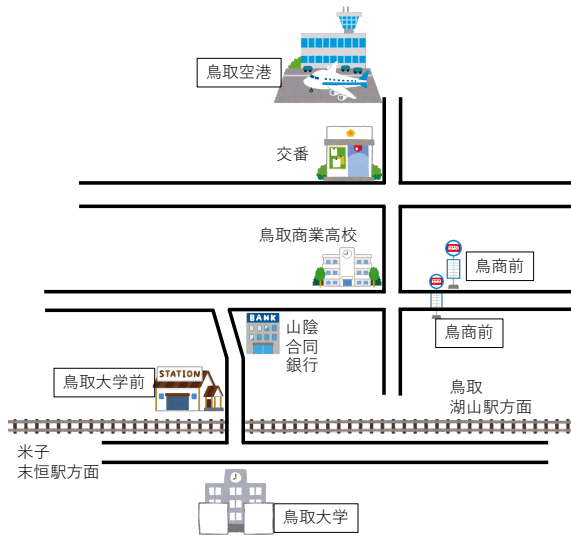 鳥取空港
交番
鳥取商業高校
鳥商前
鳥商前
BANK
山陰
合同
銀行
STATION
鳥取大学前
鳥取
湖山駅方面
米子
末恒駅方面
鳥取大学